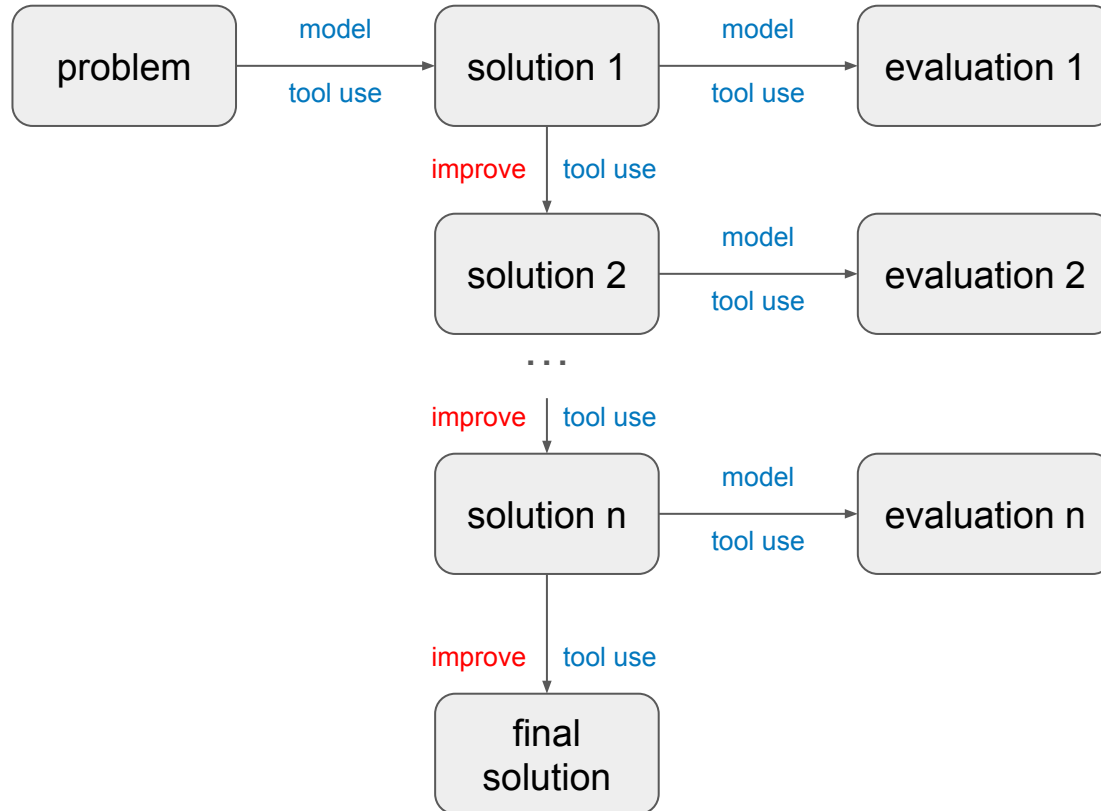 model
model
problem
solution 1
evaluation 1
tool use
tool use
improve
tool use
model
solution 2
evaluation 2
tool use
...
improve
tool use
model
solution n
evaluation n
tool use
improve
tool use
final
solution